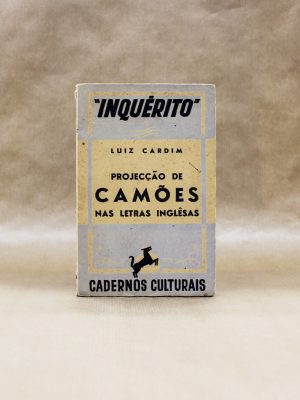 "INQUÉRITO"
LUIZ CARDIM
PROJECÇÃO DE
CAMÕES
NAS LETRAS INGLÊSAS
CADERNOS CULTURAIS